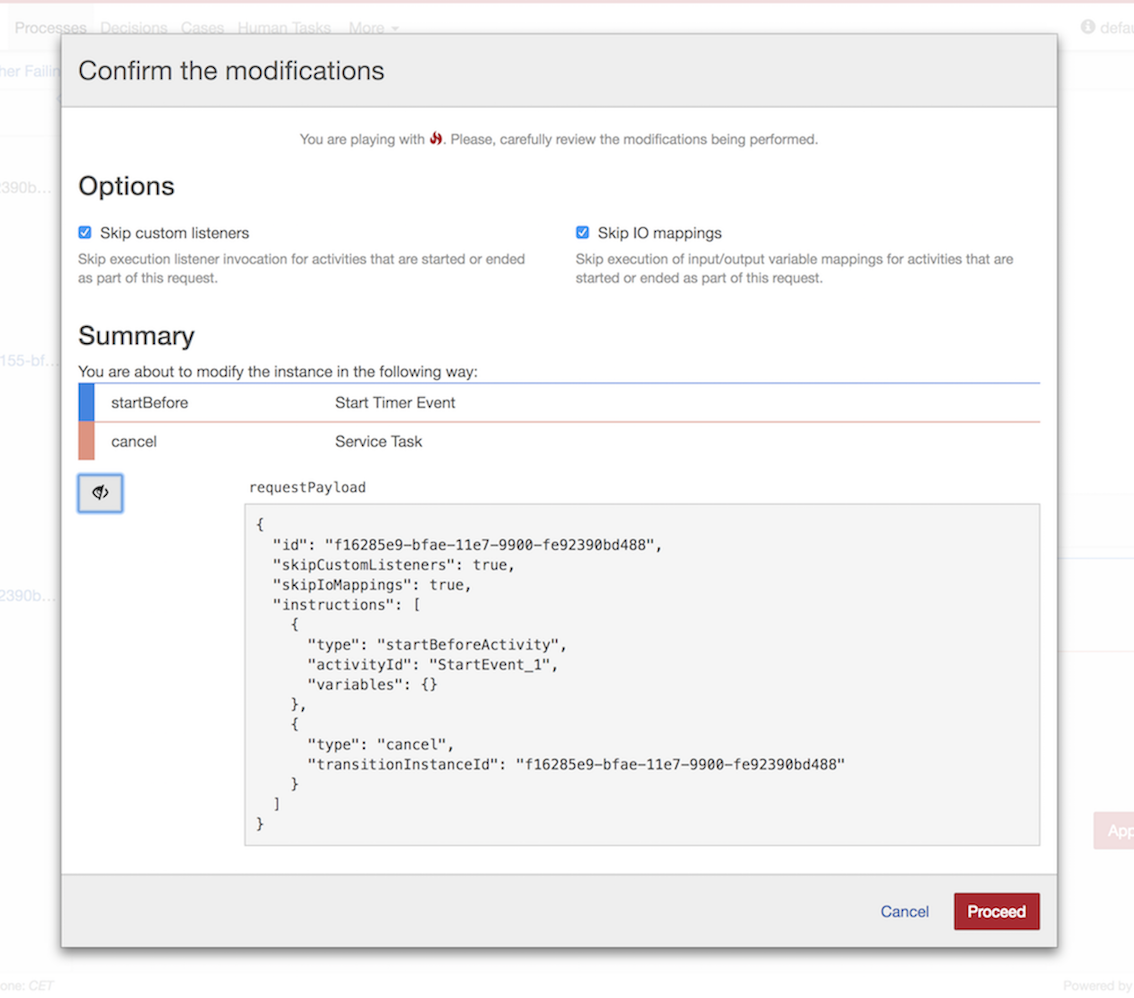 Processes Decisions Cases Human Tasks More
her Failin
Confirm the modifications
You are playing with . Please, carefully review the modifications being performed.
Options
Skip custom listeners
Skip execution listener invocation for activities that are started or ended
as part of this request.
Skip IO mappings
Skip execution of input/output variable mappings for activities that are
started or ended as part of this request.
Summary
You are about to modify the instance in the following way:
startBefore Start Timer Event
cancel Service Task
requestPayload
{
"id": "f16285e9-bfae-11e7-9900-fe92390bd488",
"skipCustomListeners": true,
"skipIoMappings": true,
"instructions": [
{
"type": "startBeforeActivity",
"activityId": "StartEvent_1",
"variables": {}
},
{
"type": "cancel",
"transitionInstanceId": "f16285e9-bfae-11e7-9900-fe92390bd488"
}
]
}
Cancel Proceed
390b...
155-bf...
2390b...
defau
App
one: CET
Powered by